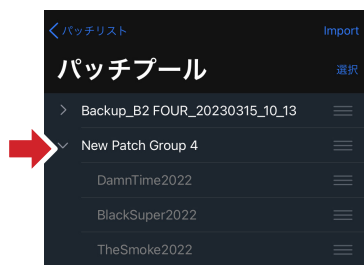 パッチリスト Import
パッチプール 選択
Backup_B2 FOUR_20230315_10_13
New Patch Group 4
DamnTime2022
BlackSuper2022
TheSmoke2022